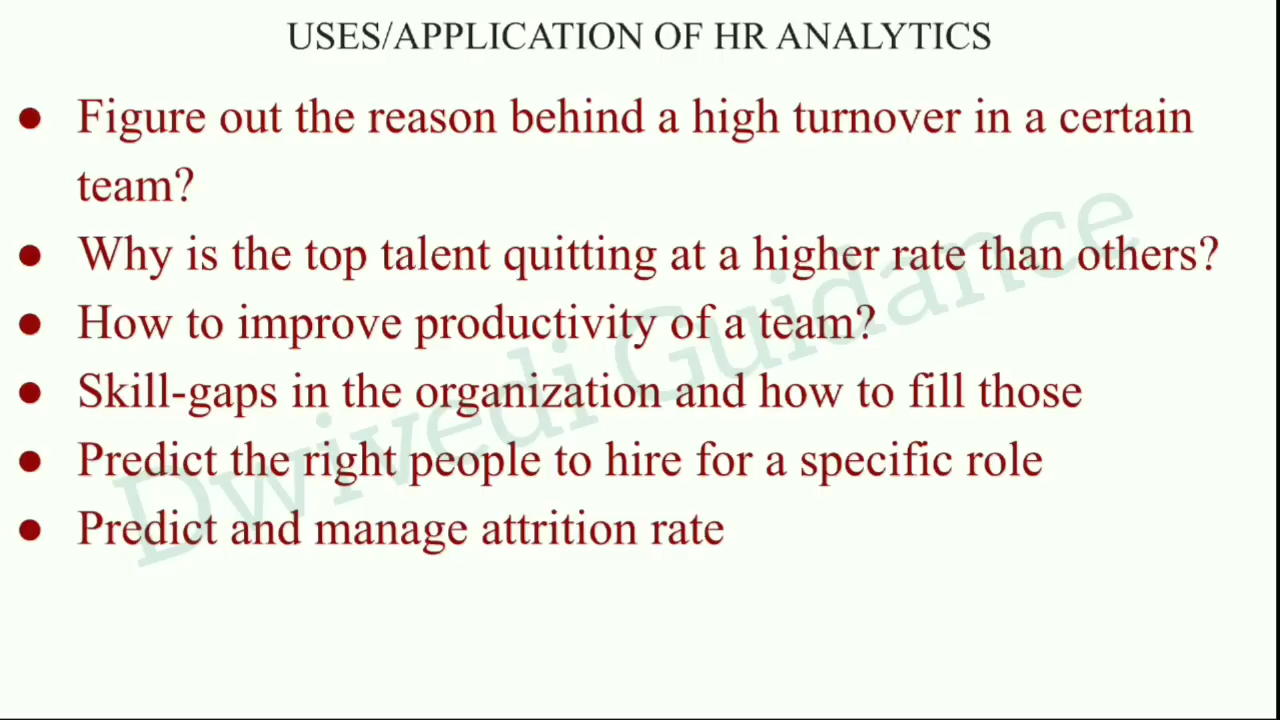 USES/APPLICATION OF HR ANALYTICS
● Figure out the reason behind a high turnover in a certain
team?
● Why is the top talent quitting at a higher rate than others?
● How to improve productivity of a team?
● Skill-gaps in the organization and how to fill those
● Predict the right people to hire for a specific role
● Predict and manage attrition rate
Dwivedi Guidance